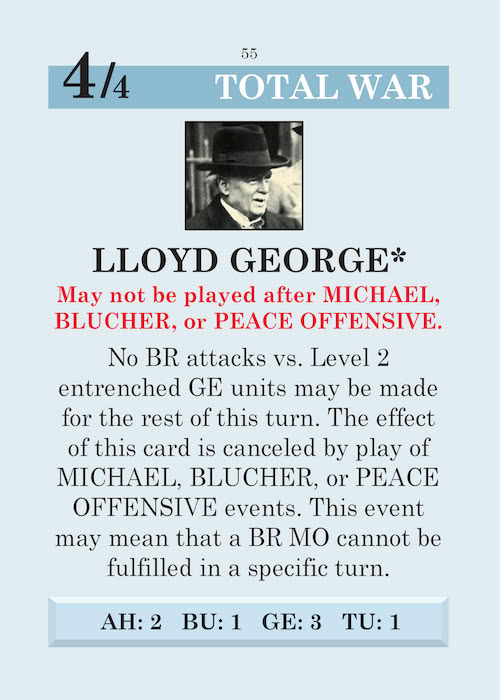 55
4/4 TOTAL WAR
LLOYD GEORGE*
May not be played after MICHAEL,
BLUCHER, or PEACE OFFENSIVE.
No BR attacks vs. Level 2
entrenched GE units may be made
for the rest of this turn. The effect
of this card is canceled by play of
MICHAEL, BLUCHER, or PEACE
OFFENSIVE events. This event
may mean that a BR MO cannot be
fulfilled in a specific turn.
AH: 2 BU: 1 GE: 3 TU: 1